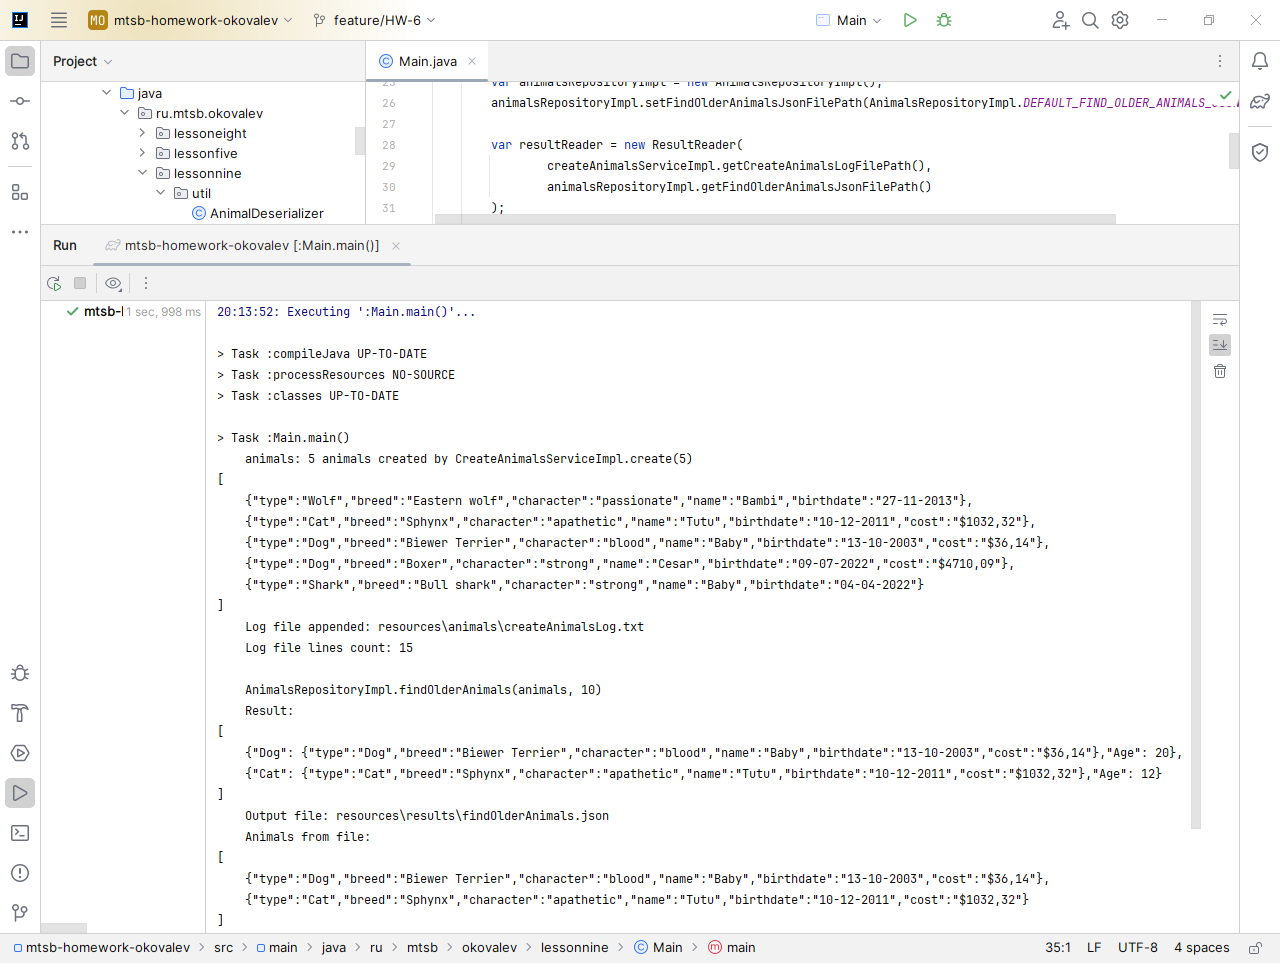 MO mtsb-homework-okovalev feature/HW-6 Main
Project
Main.java
java
ru.mtsb.okovalev
lessoneight
lessonfive
lessonnine
util
AnimalDeserializer
25 var animalsRepositoryImpl = new AnimalsRepositoryImpl();
26 animalsRepositoryImpl.setFindOlderAnimalsJsonFilePath(AnimalsRepositoryImpl.DEFAULT_FIND_OLDER_ANIMALS_
27
28 var resultReader = new ResultReader(
29 createAnimalsServiceImpl.getCreateAnimalsLogFilePath(),
30 animalsRepositoryImpl.getFindOlderAnimalsJsonFilePath()
31 );
Run mtsb-homework-okovalev [:Main.main()]
mtsb-l 1 sec, 998 ms
20:13:52: Executing ':Main.main()'...
> Task :compileJava UP-TO-DATE
> Task :processResources NO-SOURCE
> Task :classes UP-TO-DATE
> Task :Main.main()
animals: 5 animals created by CreateAnimalsServiceImpl.create(5)
[
{"type":"Wolf","breed":"Eastern wolf","character":"passionate","name":"Bambi","birthdate":"27-11-2013"},
{"type":"Cat","breed":"Sphynx","character":"apathetic","name":"Tutu","birthdate":"10-12-2011","cost":"$1032,32"},
{"type":"Dog","breed":"Biewer Terrier","character":"blood","name":"Baby","birthdate":"13-10-2003","cost":"$36,14"},
{"type":"Dog","breed":"Boxer","character":"strong","name":"Cesar","birthdate":"09-07-2022","cost":"$4710,09"},
{"type":"Shark","breed":"Bull shark","character":"strong","name":"Baby","birthdate":"04-04-2022"}
]
Log file appended: resources\animals\createAnimalsLog.txt
Log file lines count: 15
AnimalsRepositoryImpl.findOlderAnimals(animals, 10)
Result:
[
{"Dog": {"type":"Dog","breed":"Biewer Terrier","character":"blood","name":"Baby","birthdate":"13-10-2003","cost":"$36,14"},"Age": 20},
{"Cat": {"type":"Cat","breed":"Sphynx","character":"apathetic","name":"Tutu","birthdate":"10-12-2011","cost":"$1032,32"},"Age": 12}
]
Output file: resources\results\findOlderAnimals.json
Animals from file:
[
{"type":"Dog","breed":"Biewer Terrier","character":"blood","name":"Baby","birthdate":"13-10-2003","cost":"$36,14"},
{"type":"Cat","breed":"Sphynx","character":"apathetic","name":"Tutu","birthdate":"10-12-2011","cost":"$1032,32"}
]
mtsb-homework-okovalev > src > main > java > ru > mtsb > okovalev > lessonnine > Main > main 35:1 LF UTF-8 4 spaces